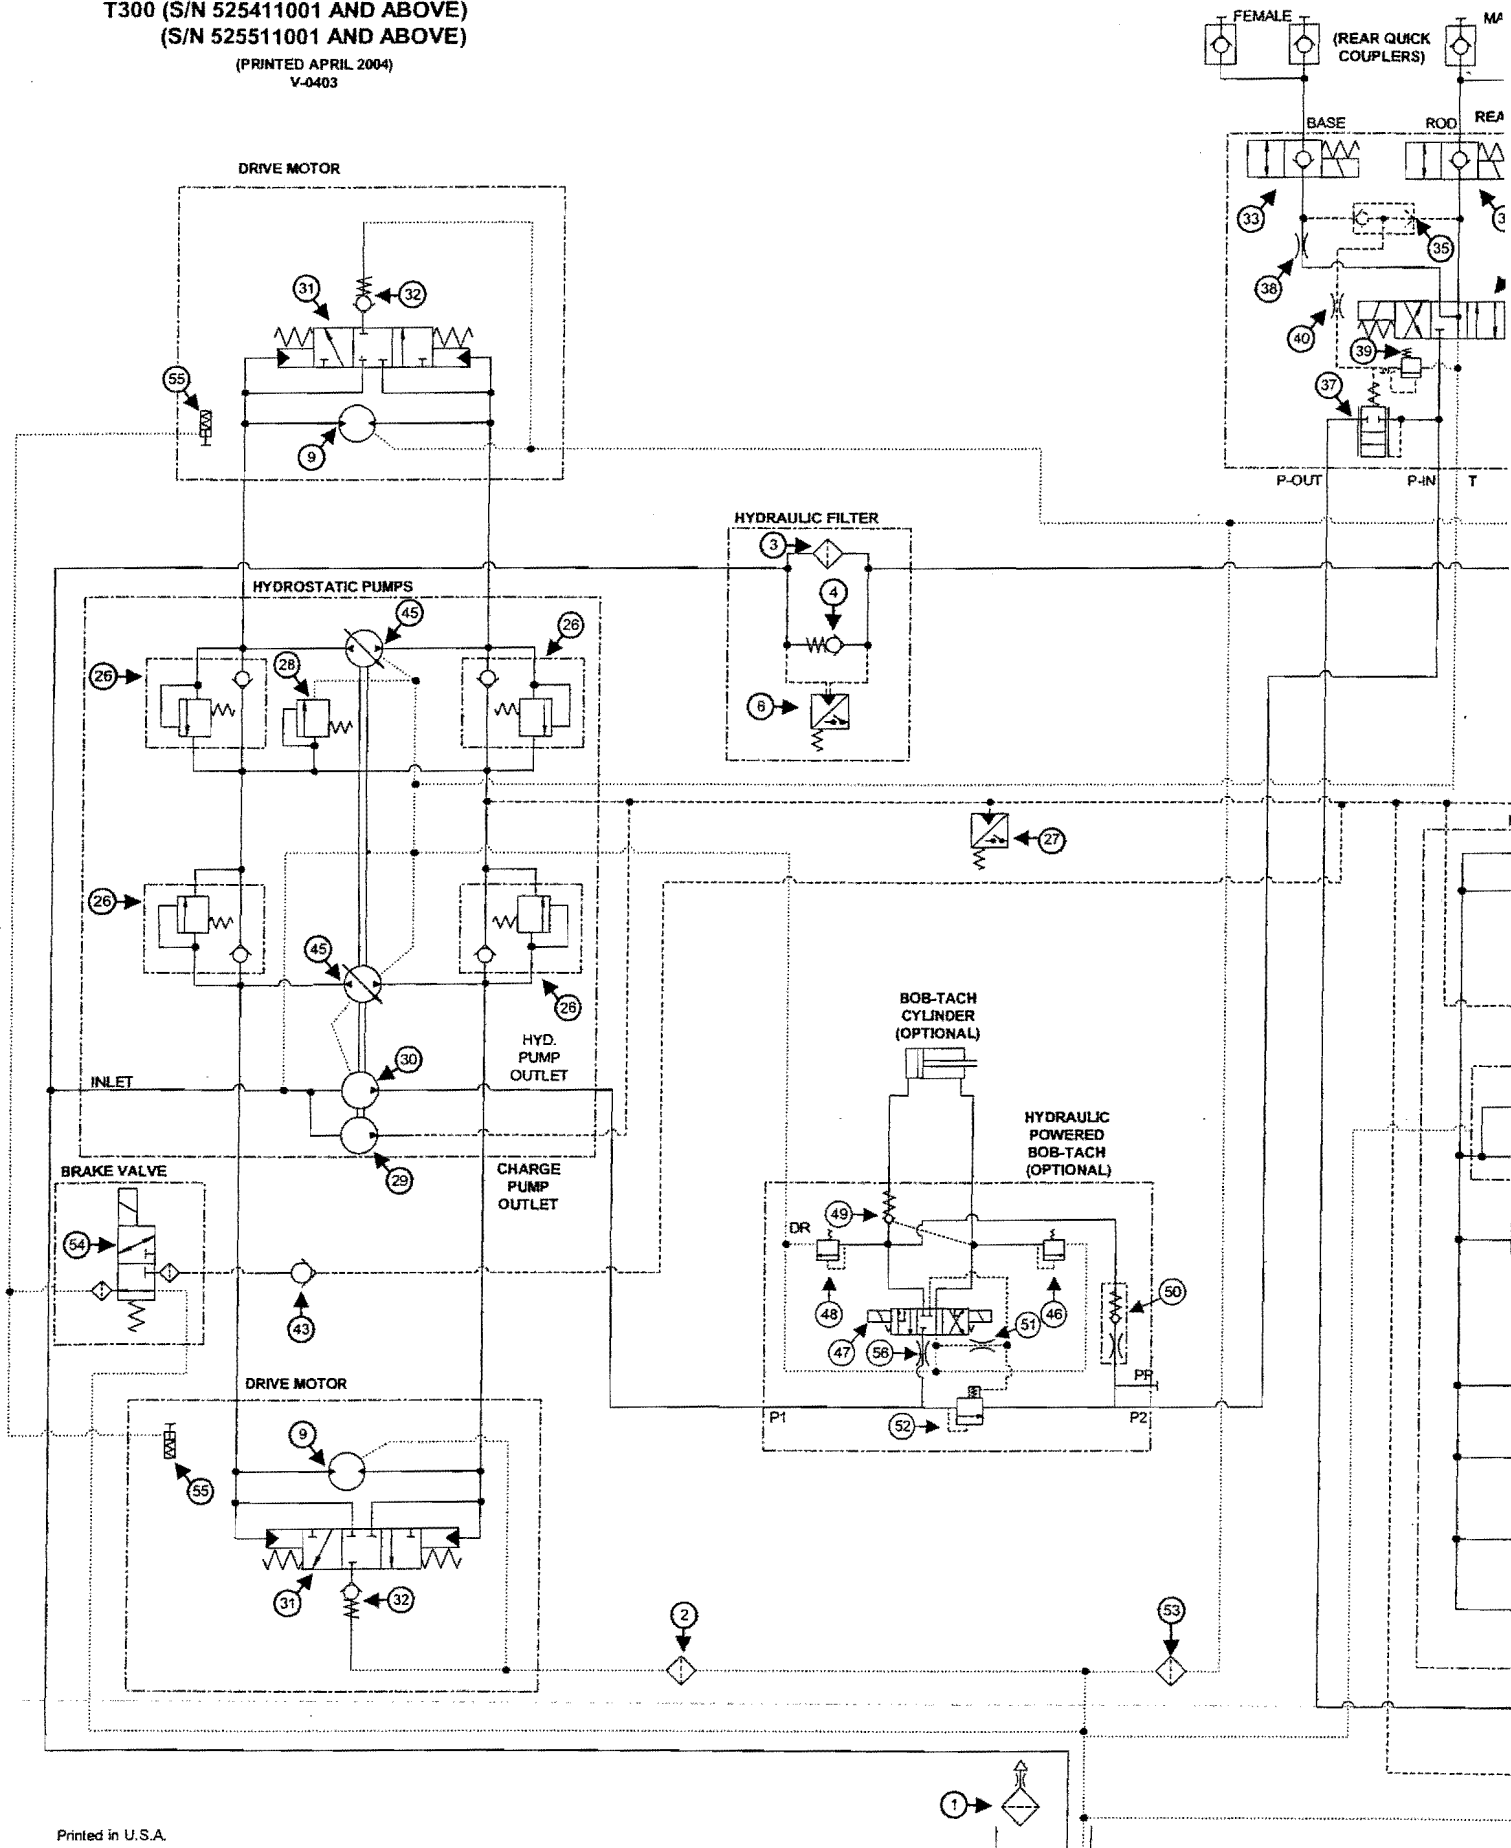 T300 (S/N 525411001 AND ABOVE)
(S/N 525511001 AND ABOVE)
(PRINTED APRIL 2004)
V-0403
FEMALE
(REAR QUICK
COUPLERS)
BASE
ROD
33
35
38
40
39
37
P-OUT
P-IN
T
DRIVE MOTOR
31
32
55
9
HYDRAULIC FILTER
3
4
6
HYDROSTATIC PUMPS
45
26
26
28
27
26
45
26
HYD.
PUMP
OUTLET
30
INLET
29
CHARGE
PUMP
OUTLET
BOB-TACH
CYLINDER
(OPTIONAL)
HYDRAULIC
POWERED
BOB-TACH
(OPTIONAL)
BRAKE VALVE
54
43
49
DR
48
46
50
47
56
51
PR
P1
52
P2
DRIVE MOTOR
9
55
31
32
2
53
1
Printed in U.S.A.